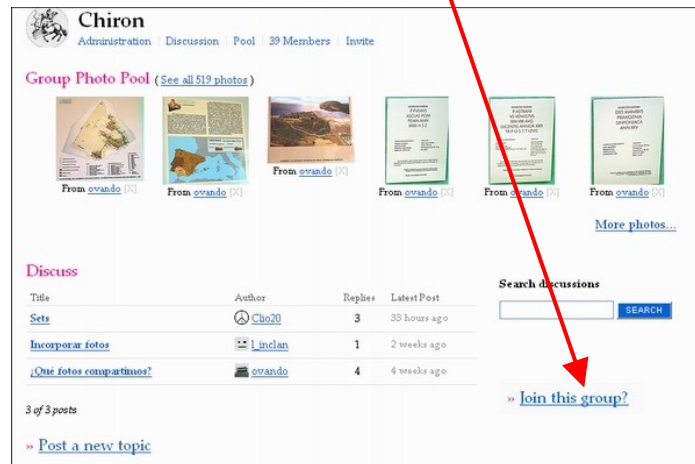 Chiron
Administration Discussion Pool 39 Members Invite
Group Photo Pool (See all 519 photos)
From ovando [X]
From ovando [X]
From ovando [X]
From ovando [X]
From ovando [X]
From ovando [X]
More photos...
Discuss
Title Author Replies Latest Post
Sets Clio20 3 33 hours ago
Incorporar fotos l_inclan 1 2 weeks ago
¿Qué fotos compartimos? ovando 4 4 weeks ago
3 of 3 posts
» Post a new topic
Search discussions
SEARCH
» Join this group?